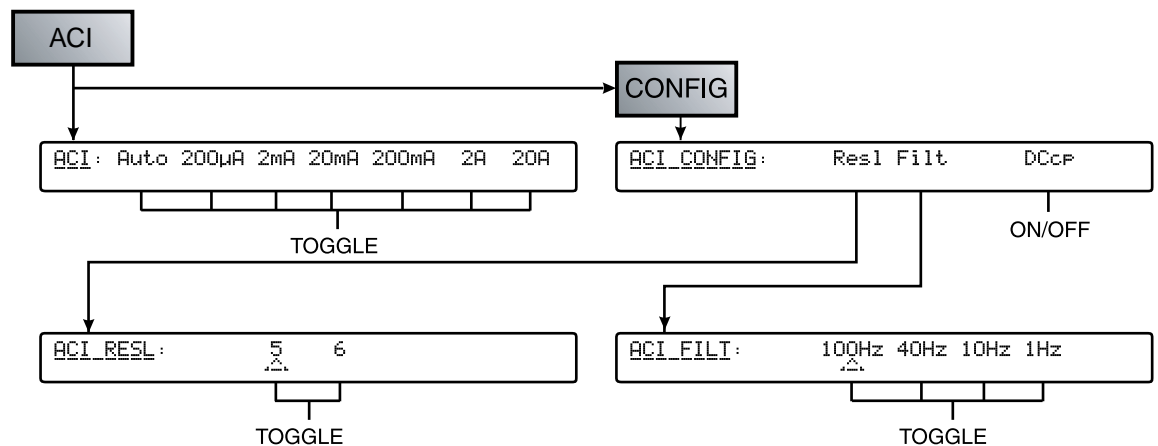 ACI
CONFIG
ACI: Auto 200µA 2mA 20mA 200mA 2A 20A
TOGGLE
ACI_CONFIG: Resl Filt DCcp
ON/OFF
ACI_RESL: 5 6
TOGGLE
ACI_FILT: 100Hz 40Hz 10Hz 1Hz
TOGGLE